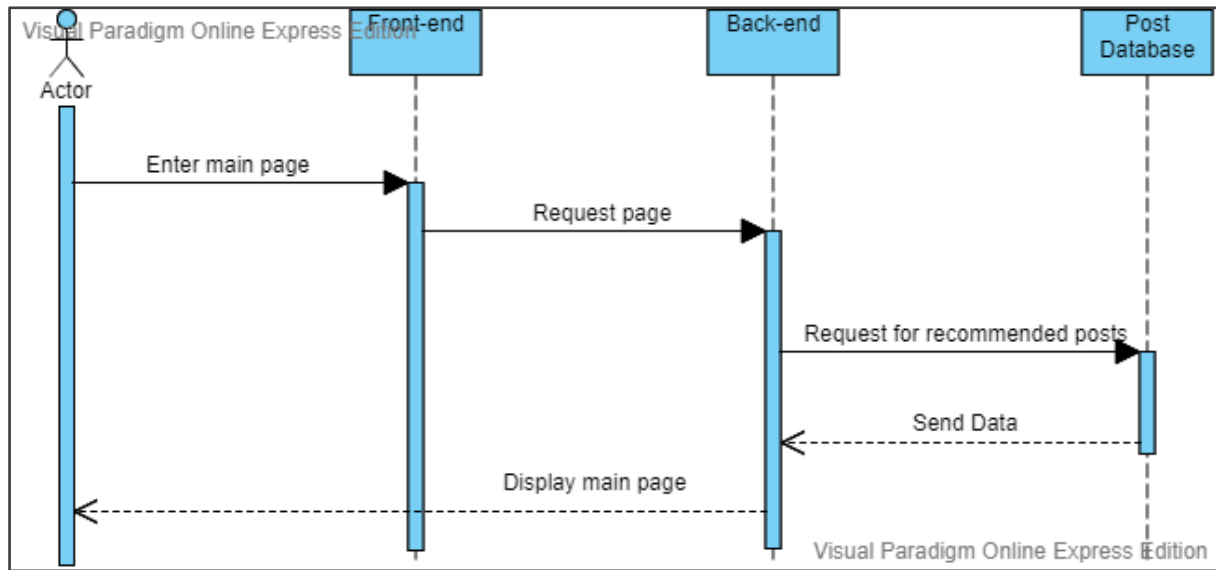 Visual Paradigm Online Express Edition
Front-end
Back-end
Post
Database
Actor
Enter main page
Request page
Request for recommended posts
Send Data
Display main page
Visual Paradigm Online Express Edition